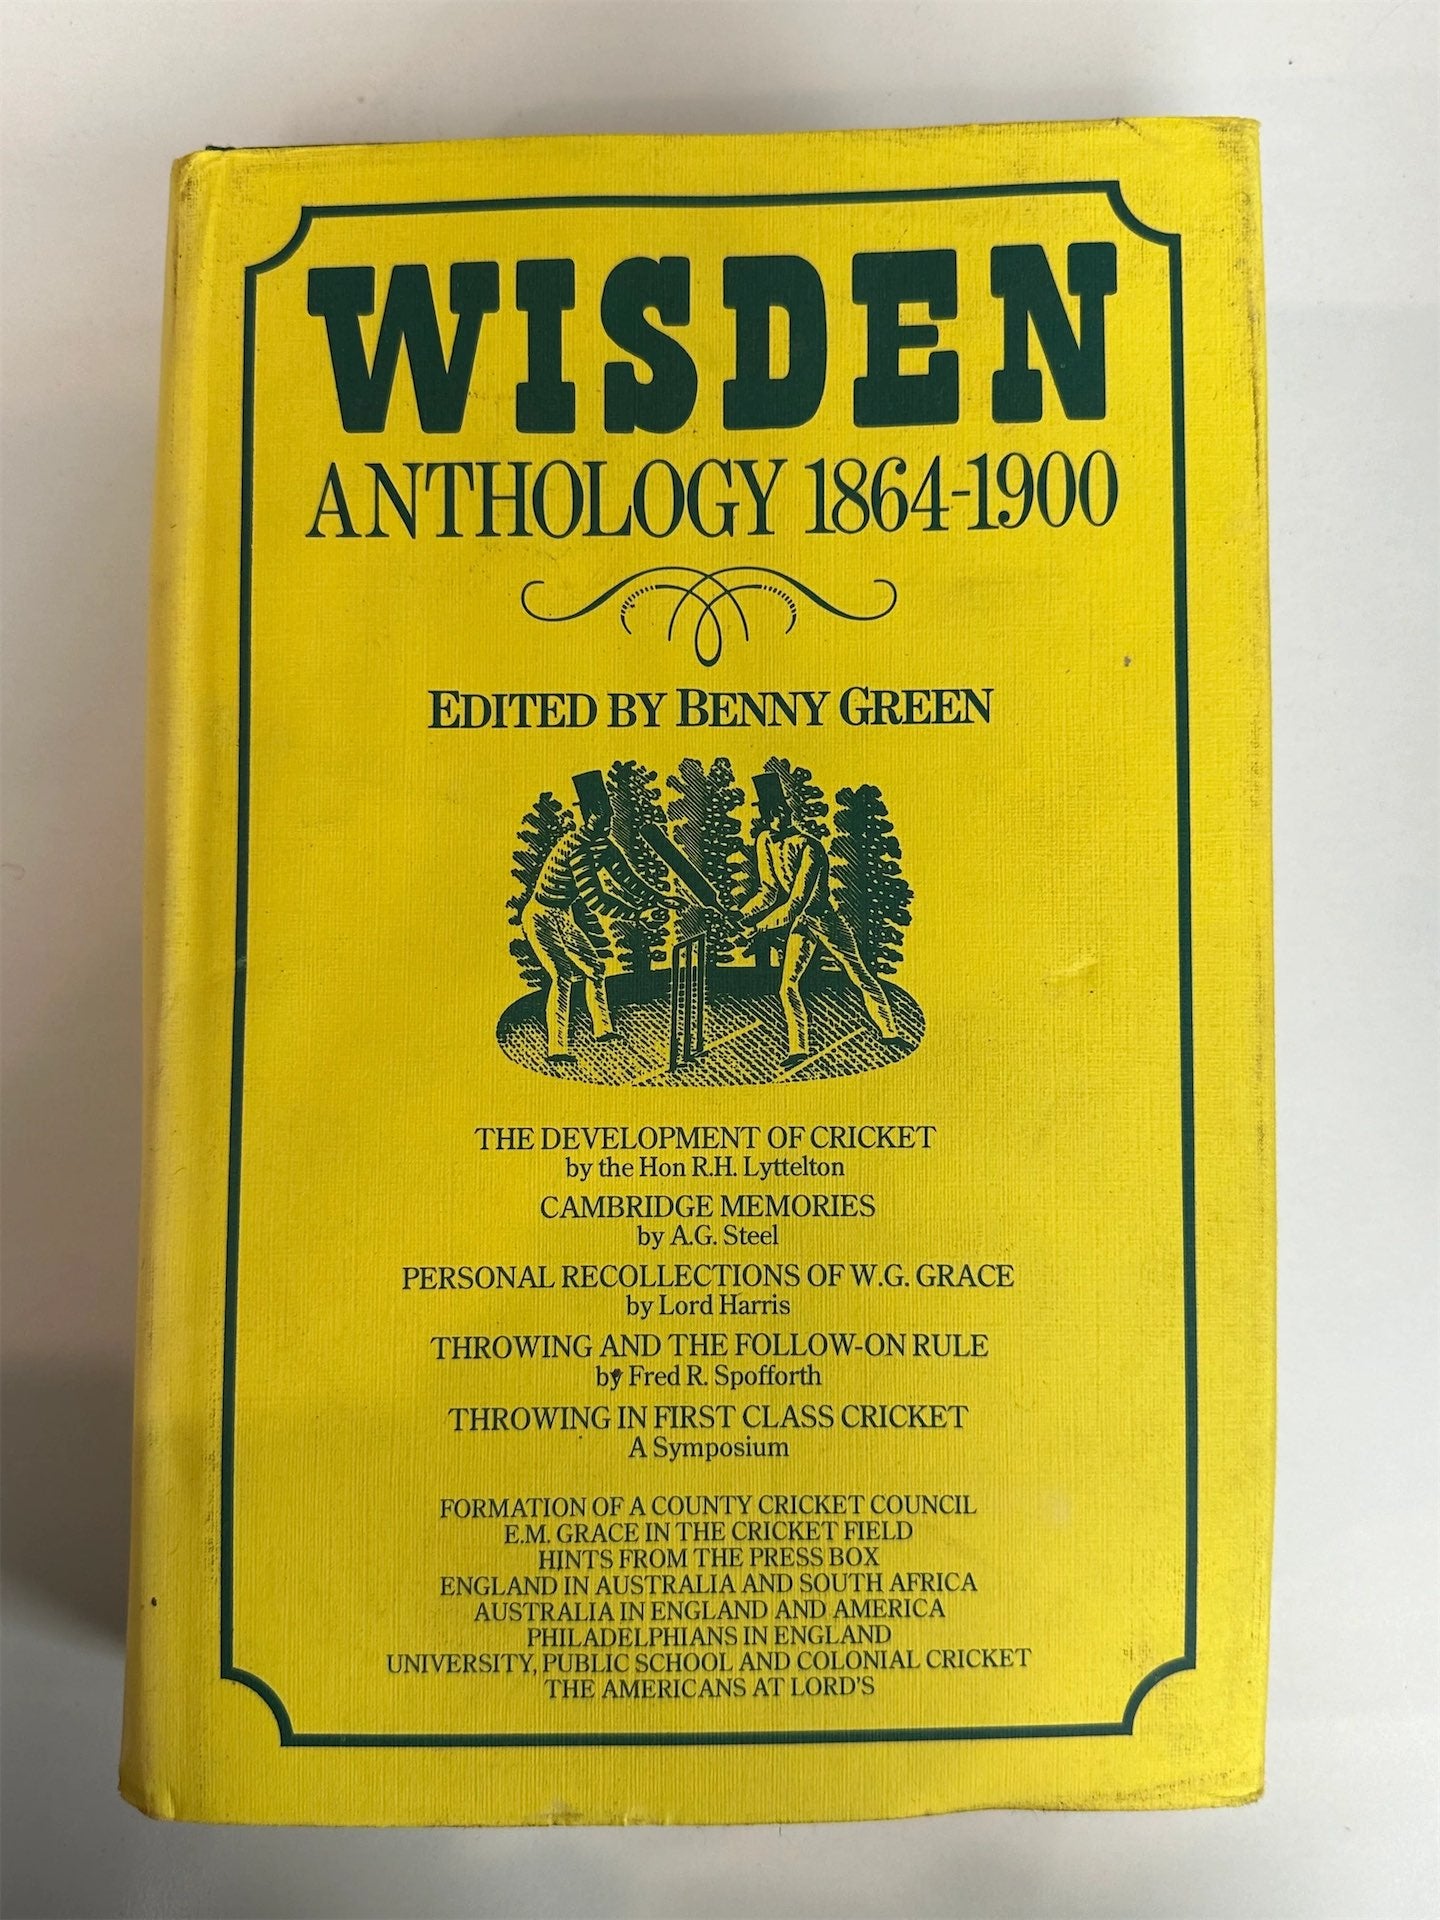 WISDEN
ANTHOLOGY 1864-1900
EDITED BY BENNY GREEN
THE DEVELOPMENT OF CRICKET
by the Hon R.H. Lyttelton
CAMBRIDGE MEMORIES
by A.G. Steel
PERSONAL RECOLLECTIONS OF W.G. GRACE
by Lord Harris
THROWING AND THE FOLLOW-ON RULE
by Fred R. Spofforth
THROWING IN FIRST CLASS CRICKET
A Symposium
FORMATION OF A COUNTY CRICKET COUNCIL
E.M. GRACE IN THE CRICKET FIELD
HINTS FROM THE PRESS BOX
ENGLAND IN AUSTRALIA AND SOUTH AFRICA
AUSTRALIA IN ENGLAND AND AMERICA
PHILADELPHIANS IN ENGLAND
UNIVERSITY, PUBLIC SCHOOL AND COLONIAL CRICKET
THE AMERICANS AT LORD'S